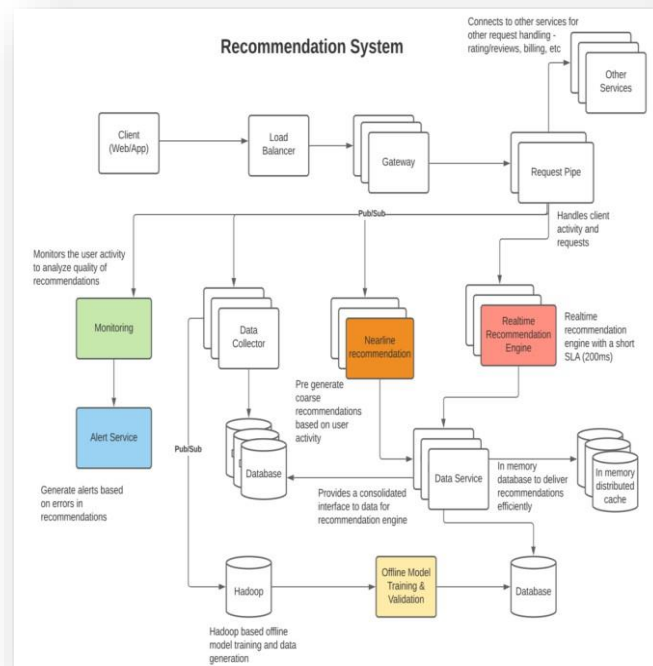 Recommendation System
Connects to other services for
other request handling -
rating/reviews, billing, etc
Other
Services
Client
(Web/App)
Load
Balancer
Gateway
Request Pipe
Pub/Sub
Handles client
activity and
requests
Monitors the user activity
to analyze quality of
recommendations
Monitoring
Data
Collector
Nearline
recommendation
Realtime
Recommendation
Engine
Realtime
recommendation
engine with a short
SLA (200ms)
Pre generate
coarse
recommendations
based on user
activity
Alert Service
Pub/Sub
Database
Data Service
In memory
database to deliver
recommendations
efficiently
In memory
distributed
cache
Generate alerts based
on errors in
recommendations
Provides a consolidated
interface to data for
recommendation engine
Hadoop
Offline Model
Training &
Validation
Database
Hadoop based offline
model training and data
generation